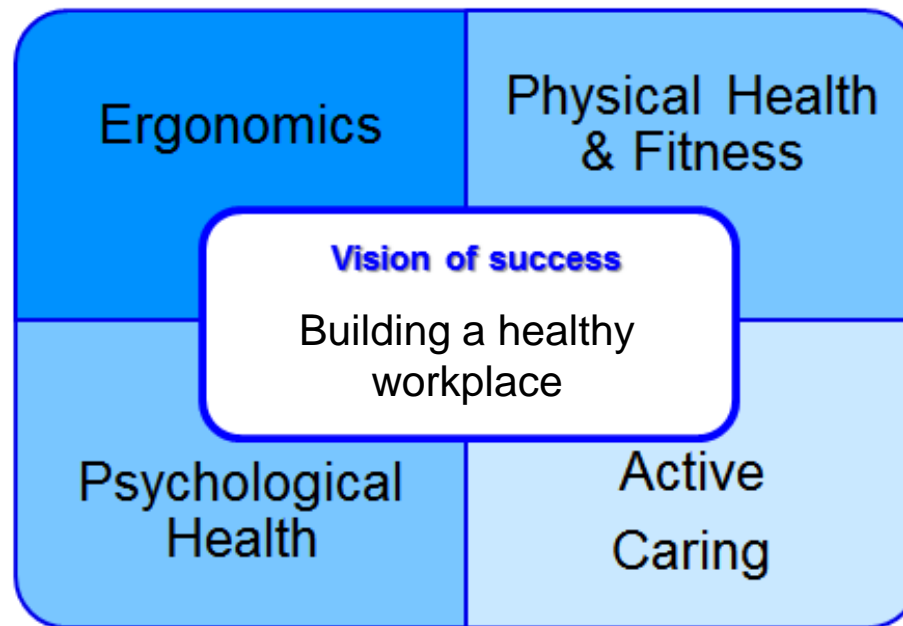 Ergonomics
Physical Health
& Fitness
Vision of success
Building a healthy
workplace
Psychological
Health
Active
Caring